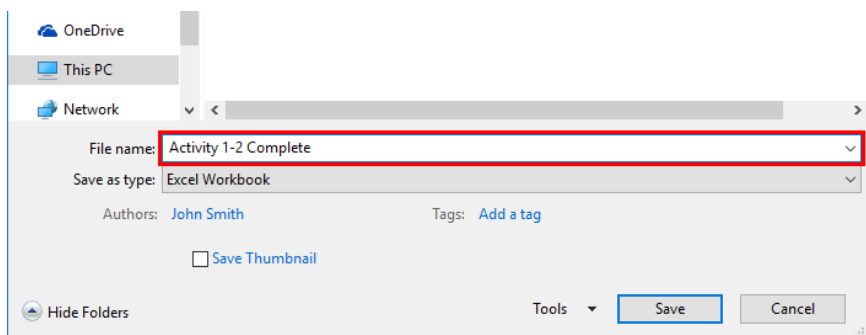 OneDrive
This PC
Network
File name: Activity 1-2 Complete
Save as type: Excel Workbook
Authors: John Smith Tags: Add a tag
Save Thumbnail
Hide Folders Tools Save Cancel